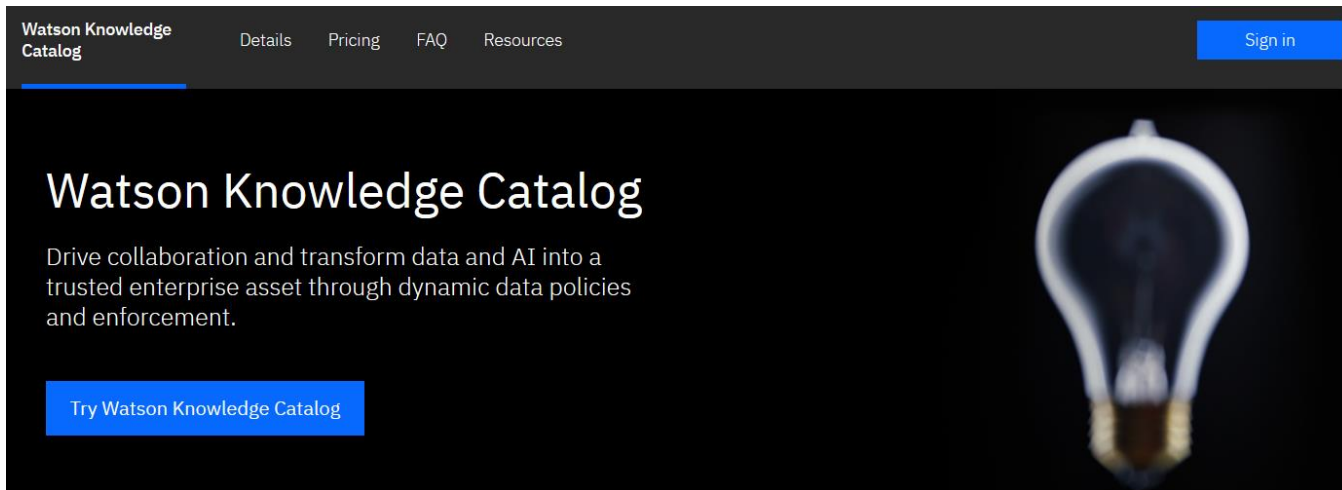 Watson Knowledge
Catalog
Details Pricing FAQ Resources
Sign in
Watson Knowledge Catalog
Drive collaboration and transform data and AI into a
trusted enterprise asset through dynamic data policies
and enforcement.
Try Watson Knowledge Catalog